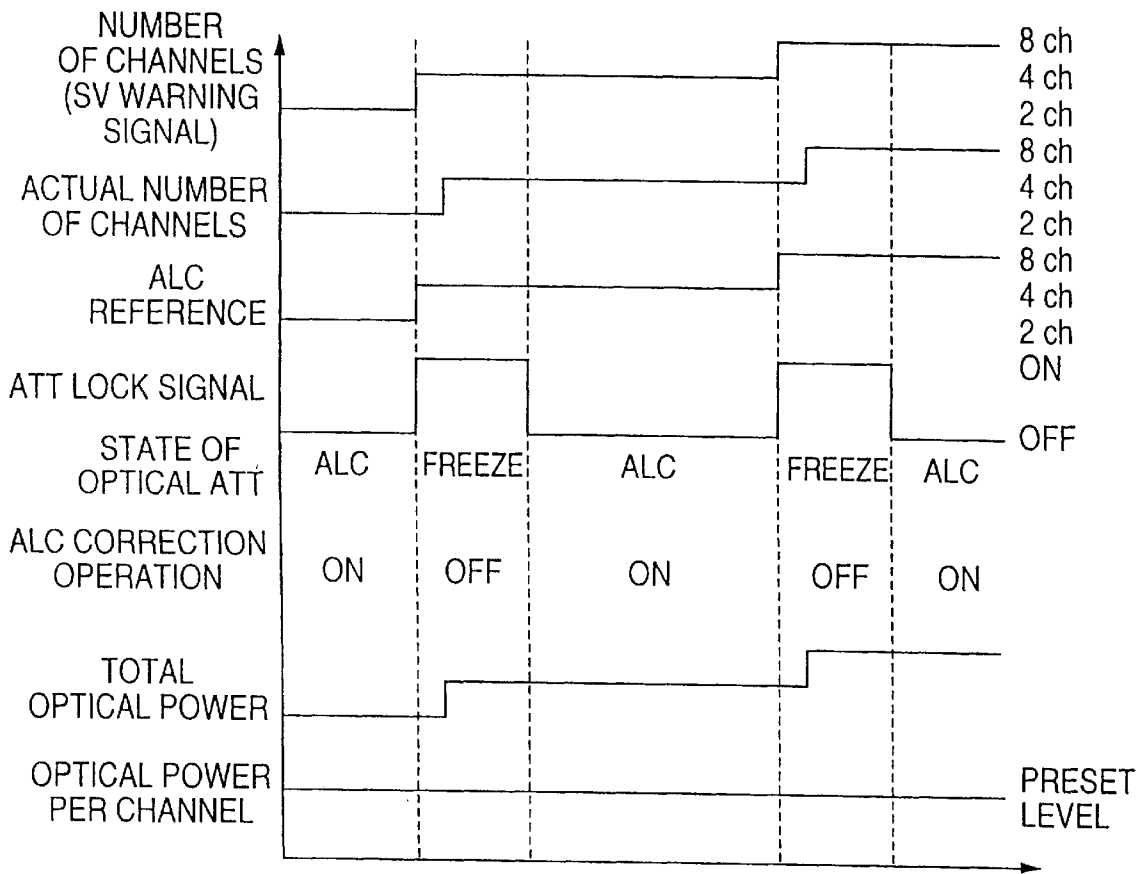 NUMBER
OF CHANNELS
(SV WARNING
SIGNAL)
8 ch
4 ch
2 ch
ACTUAL NUMBER
OF CHANNELS
8 ch
4 ch
2 ch
ALC
REFERENCE
8 ch
4 ch
2 ch
ATT LOCK SIGNAL
ON
OFF
STATE OF
OPTICAL ATT
ALC
FREEZE
ALC
FREEZE
ALC
ALC CORRECTION
OPERATION
ON
OFF
ON
OFF
ON
TOTAL
OPTICAL POWER
OPTICAL POWER
PER CHANNEL
PRESET
LEVEL